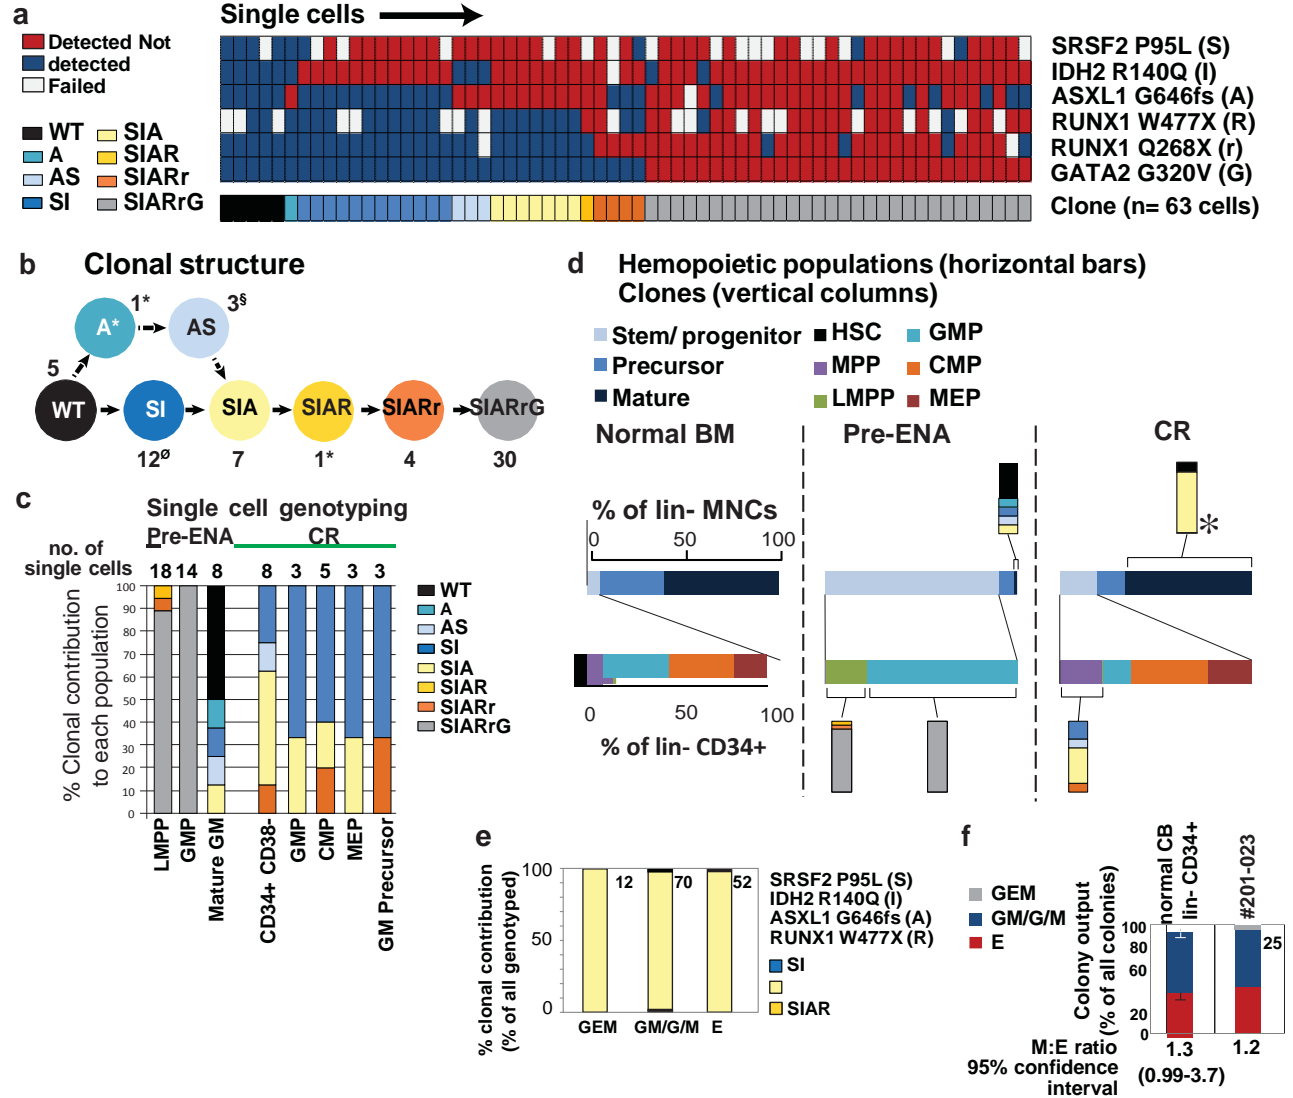 a
Single cells
Detected Not
detected
Failed
WT
A
AS
SI
SIA
SIAR
SIARr
SIARrG
SRSF2 P95L (S)
IDH2 R140Q (I)
ASXL1 G646fs (A)
RUNX1 W477X (R)
RUNX1 Q268X (r)
GATA2 G320V (G)
Clone (n= 63 cells)
b
Clonal structure
1*
3§
A*
AS
5
WT
SI
SIA
SIAR
SIARr
SIARrG
12ø
7
1*
4
30
c
Single cell genotyping
Pre-ENA
CR
no. of
single cells
18 14 8 8 3 5 3 3
% Clonal contribution
to each population
100
90
80
70
60
50
40
30
20
10
0
LMPP
GMP
Mature GM
CD34+ CD38-
GMP
CMP
MEP
GM Precursor
WT
A
AS
SI
SIA
SIAR
SIARr
SIARrG
d
Hemopoietic populations (horizontal bars)
Clones (vertical columns)
Stem/ progenitor
Precursor
Mature
HSC
MPP
LMPP
GMP
CMP
MEP
Normal BM
Pre-ENA
CR
% of lin- MNCs
0 50 100
*
0 50 100
% of lin- CD34+
e
% clonal contribution
(% of all genotyped)
100
50
0
12
70
52
GEM
GM/G/M
E
SRSF2 P95L (S)
IDH2 R140Q (I)
ASXL1 G646fs (A)
RUNX1 W477X (R)
SI
SIAR
f
GEM
GM/G/M
E
Colony output
(% of all colonies)
normal CB
lin- CD34+
#201-023
100
80
60
20
0
25
M:E ratio
1.3
1.2
95% confidence
interval
(0.99-3.7)